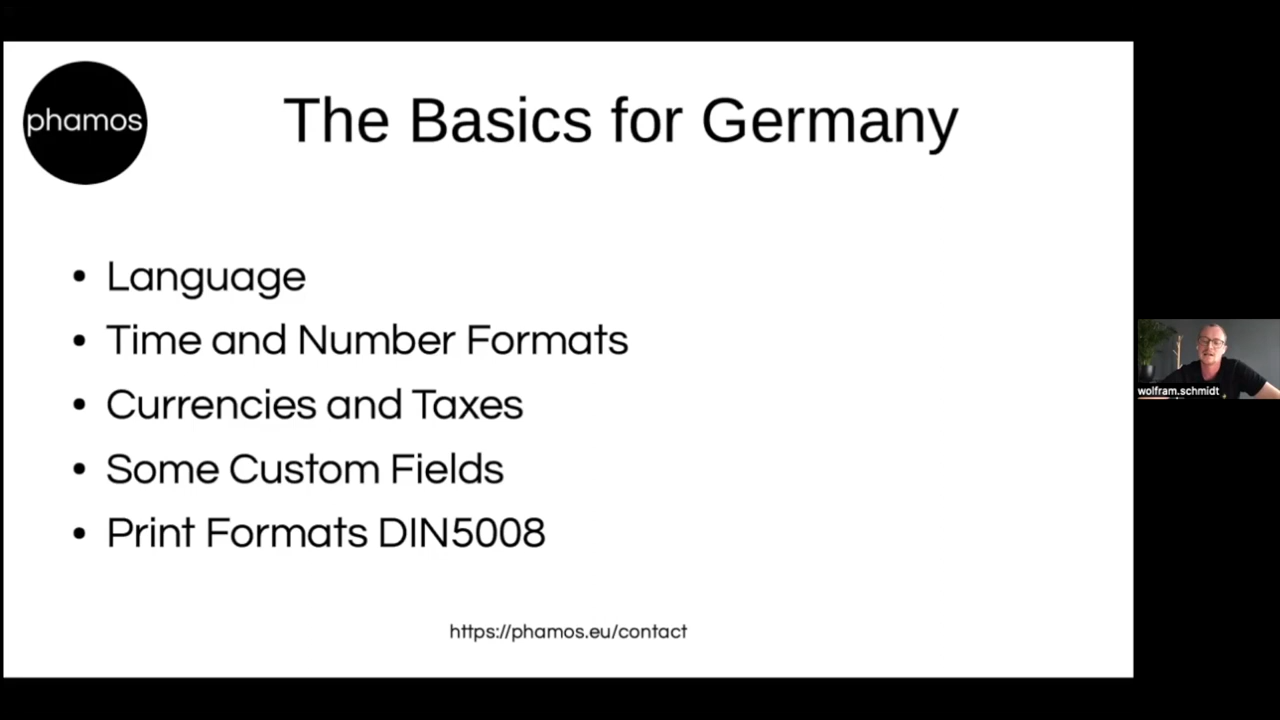 phamos
The Basics for Germany
• Language
• Time and Number Formats
• Currencies and Taxes
• Some Custom Fields
• Print Formats DIN5008
https://phamos.eu/contact
wolfram.schmidt